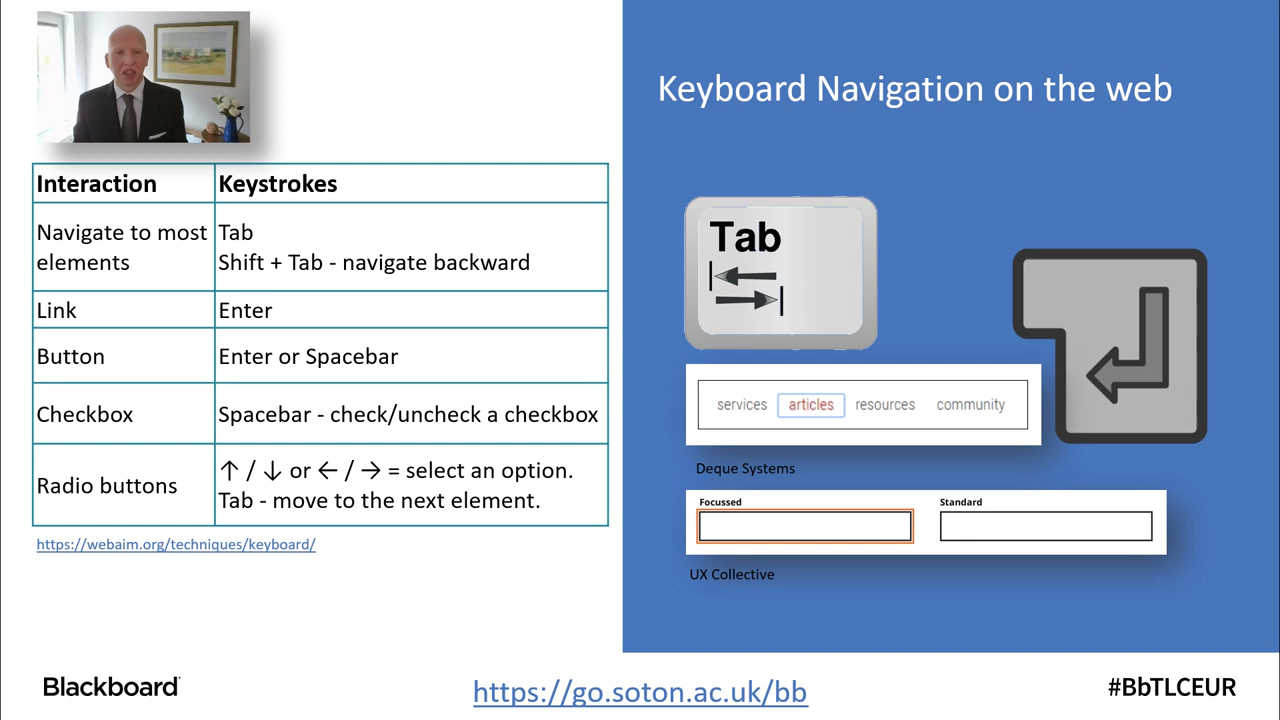 Keyboard Navigation on the web
Interaction Keystrokes
Navigate to most elements Tab
Shift + Tab - navigate backward
Link Enter
Button Enter or Spacebar
Checkbox Spacebar - check/uncheck a checkbox
Radio buttons ↑ / ↓ or ← / → = select an option.
Tab - move to the next element.
https://webaim.org/techniques/keyboard/
Tab
services articles resources community
Deque Systems
Focussed Standard
UX Collective
Blackboard
https://go.soton.ac.uk/bb
#BbTLCEUR